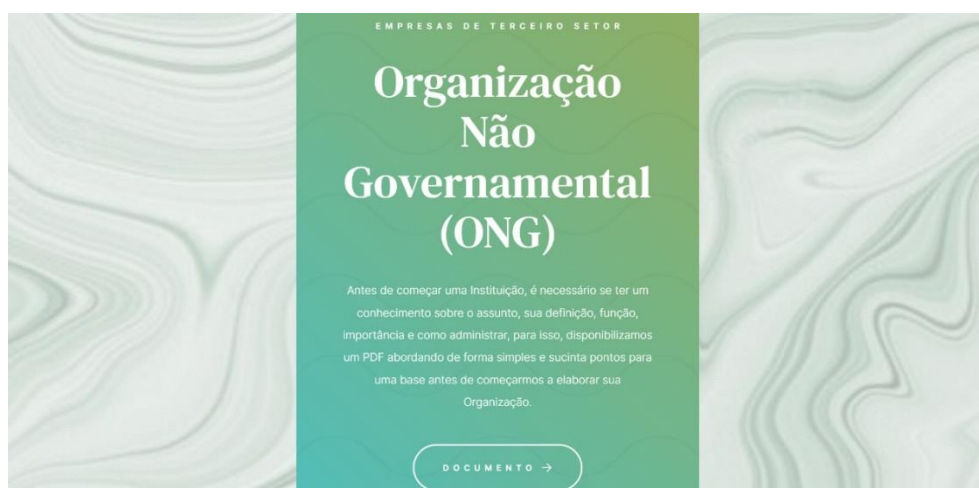 EMPRESAS DE TERCEIRO SETOR
Organização
Não
Governamental
(ONG)
Antes de começar uma Instituição, é necessário se ter um
conhecimento sobre o assunto, sua definição, função,
importância e como administrar, para isso, disponibilizamos
um PDF abordando de forma simples e sucinta pontos para
uma base antes de começarmos a elaborar sua
Organização.
DOCUMENTO →